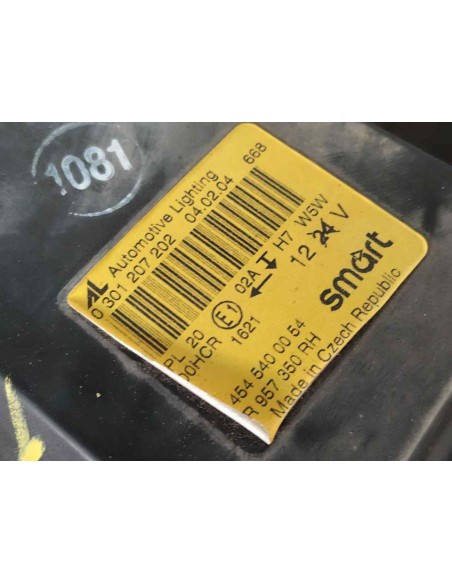 1081
AL Automotive Lighting
0 301 207 202 04.02.04 668
PL 20
00HCR
E1
1621
02A
H7 W5W
12 24 V
454 540 00 54
R 957 350 RH
smart
Made in Czech Republic